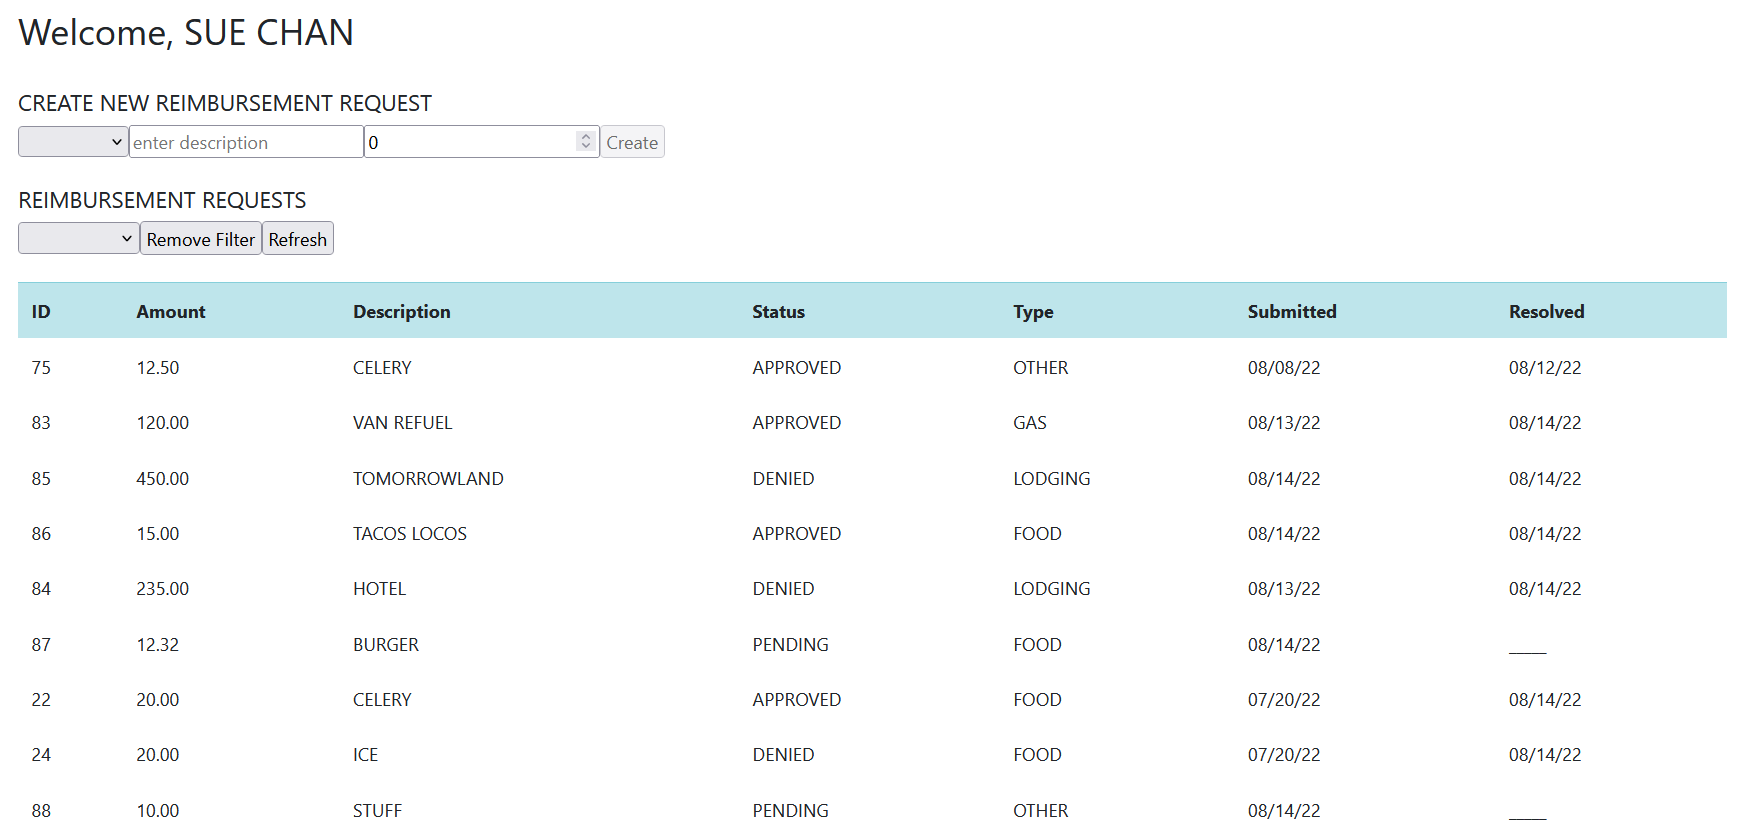 Welcome, SUE CHAN
CREATE NEW REIMBURSEMENT REQUEST
enter description 0 Create
REIMBURSEMENT REQUESTS
Remove Filter Refresh
ID Amount Description Status Type Submitted Resolved
75 12.50 CELERY APPROVED OTHER 08/08/22 08/12/22
83 120.00 VAN REFUEL APPROVED GAS 08/13/22 08/14/22
85 450.00 TOMORROWLAND DENIED LODGING 08/14/22 08/14/22
86 15.00 TACOS LOCOS APPROVED FOOD 08/14/22 08/14/22
84 235.00 HOTEL DENIED LODGING 08/13/22 08/14/22
87 12.32 BURGER PENDING FOOD 08/14/22 _____
22 20.00 CELERY APPROVED FOOD 07/20/22 08/14/22
24 20.00 ICE DENIED FOOD 07/20/22 08/14/22
88 10.00 STUFF PENDING OTHER 08/14/22 _____